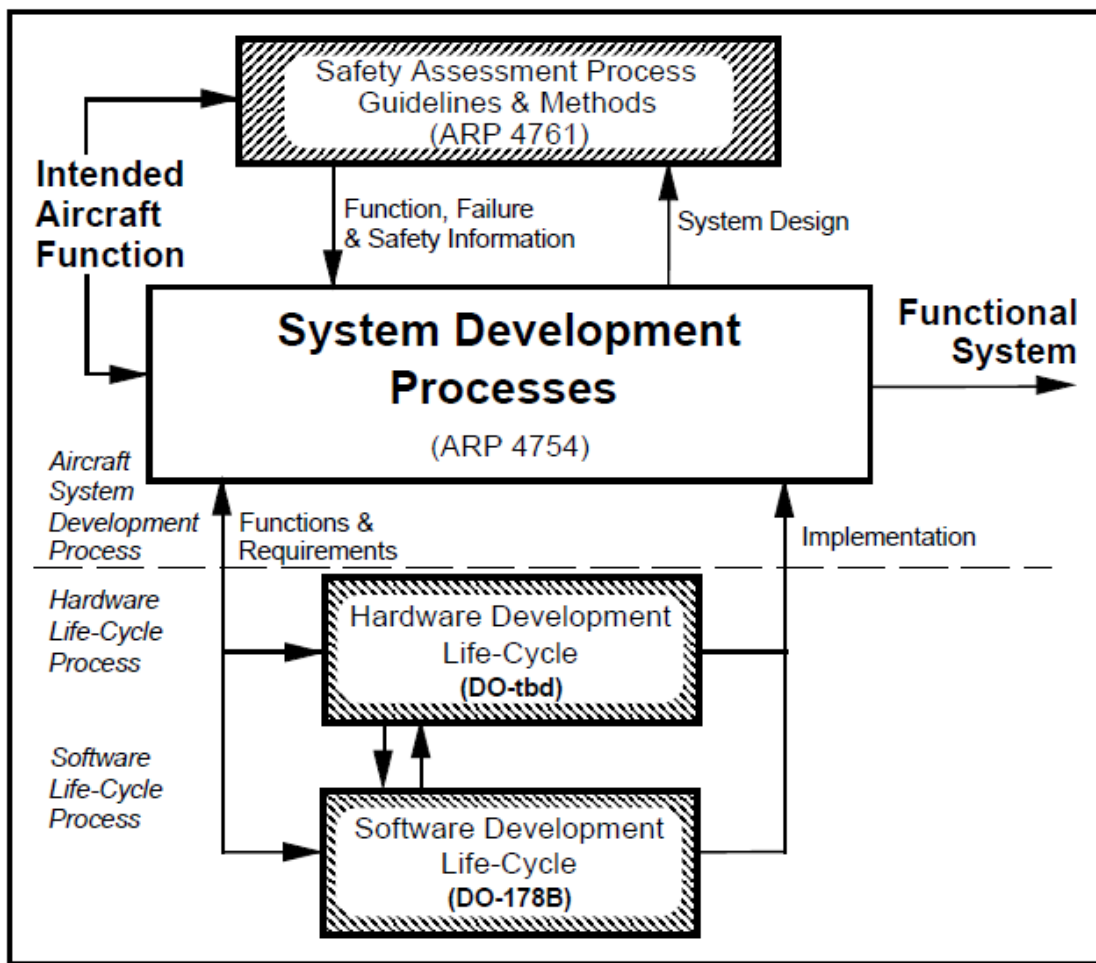 Safety Assessment Process
Guidelines & Methods
(ARP 4761)
Intended
Aircraft
Function
Function, Failure
& Safety Information
System Design
System Development
Processes
(ARP 4754)
Functional
System
Aircraft
System
Development
Process
Functions &
Requirements
Implementation
Hardware
Life-Cycle
Process
Hardware Development
Life-Cycle
(DO-tbd)
Software
Life-Cycle
Process
Software Development
Life-Cycle
(DO-178B)